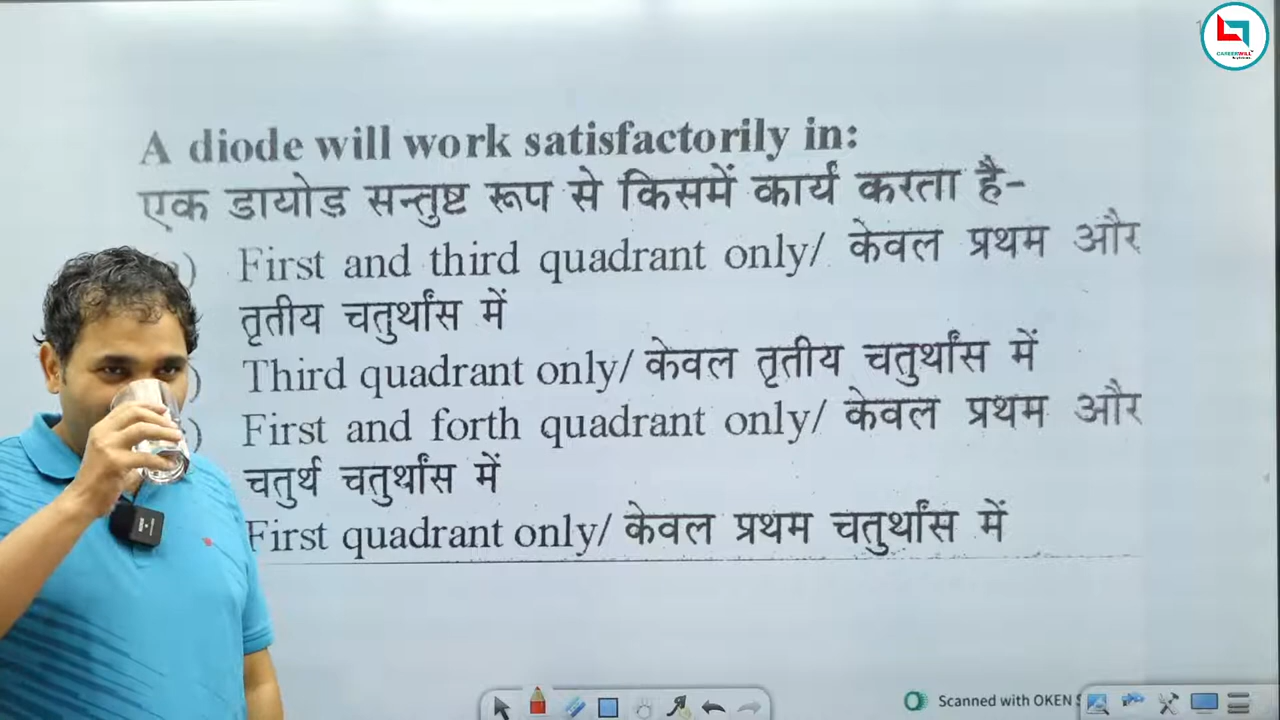 A diode will work satisfactorily in:
एक डायोड सन्तुष्ट रूप से किसमें कार्य करता है-
) First and third quadrant only/ केवल प्रथम और
तृतीय चतुर्थांस में
) Third quadrant only/ केवल तृतीय चतुर्थांस में
) First and forth quadrant only/ केवल प्रथम और
चतुर्थ चतुर्थांस में
First quadrant only/ केवल प्रथम चतुर्थांस में
CAREERWILL
Scanned with OKEN